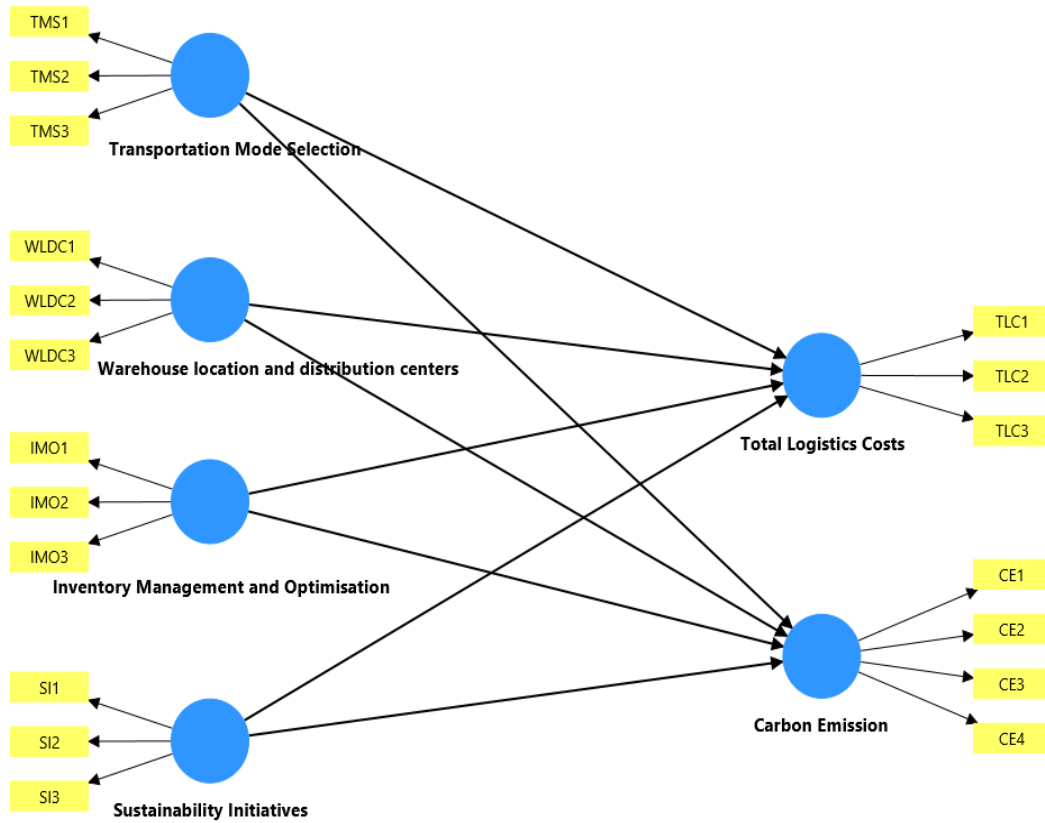 TMS1
TMS2
TMS3
Transportation Mode Selection
WLDC1
WLDC2
WLDC3
Warehouse location and distribution centers
IMO1
IMO2
IMO3
Inventory Management and Optimisation
SI1
SI2
SI3
Sustainability Initiatives
TLC1
TLC2
TLC3
Total Logistics Costs
CE1
CE2
CE3
CE4
Carbon Emission